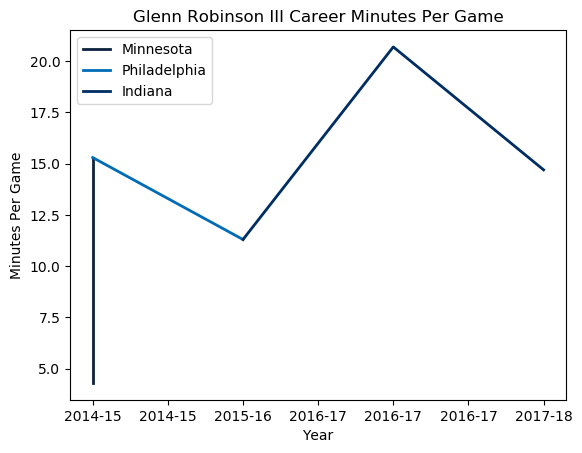 Glenn Robinson III Career Minutes Per Game
Minnesota
Philadelphia
Indiana
20.0
17.5
15.0
12.5
10.0
7.5
5.0
Minutes Per Game
2014-15 2014-15 2015-16 2016-17 2016-17 2016-17 2017-18
Year